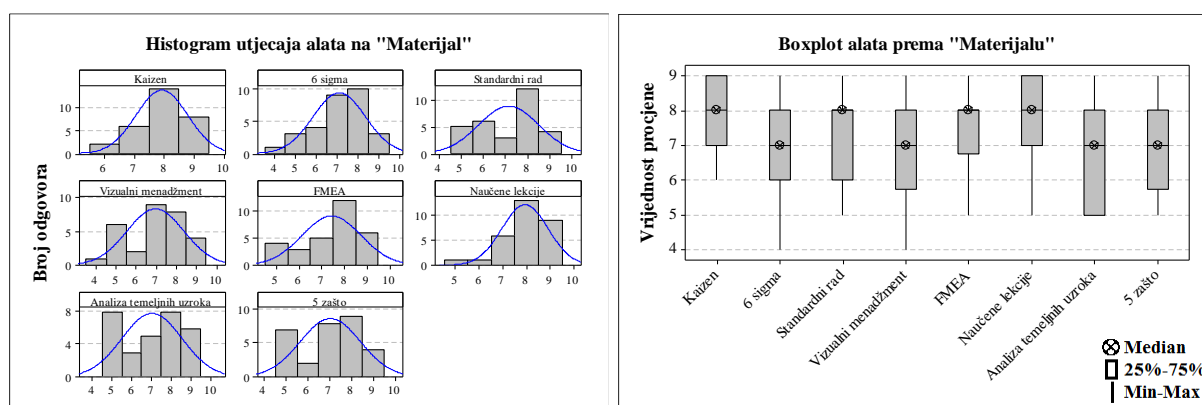 Histogram utjecaja alata na "Materijal"
Kaizen
6 sigma
Standardni rad
10
5
0
6 7 8 9 10
10
5
0
4 5 6 7 8 9 10
10
5
0
4 5 6 7 8 9 10
Vizualni menadžment
FMEA
Naučene lekcije
10
5
0
4 5 6 7 8 9 10
10
5
0
5 6 7 8 9 10
10
5
0
5 6 7 8 9 10
Analiza temeljnih uzroka
5 zašto
8
4
0
4 5 6 7 8 9 10
10
5
0
4 5 6 7 8 9 10
Broj odgovora
Boxplot alata prema "Materijalu"
Vrijednost procjene
9
8
7
6
5
4
Kaizen
6 sigma
Standardni rad
Vizualni menadžment
FMEA
Naučene lekcije
Analiza temeljnih uzroka
5 zašto
Median
25%-75%
Min-Max